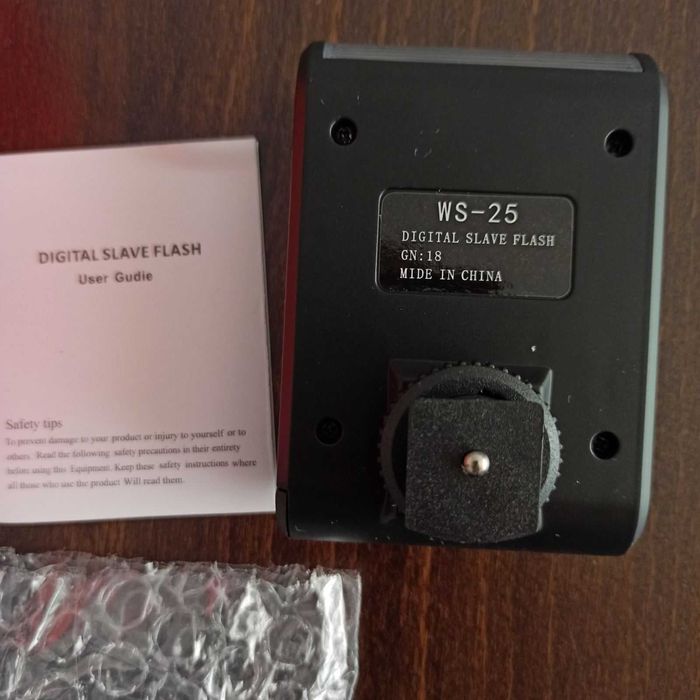 DIGITAL SLAVE FLASH
User Gudie
Safety tips
To prevent damage to your product or injury to yourself or to
others. Read the following safety precautions in their entirety
before using this Equipment. Keep these safety instructions where
all those who use the product Will read them.
WS-25
DIGITAL SLAVE FLASH
GN:18
MIDE IN CHINA